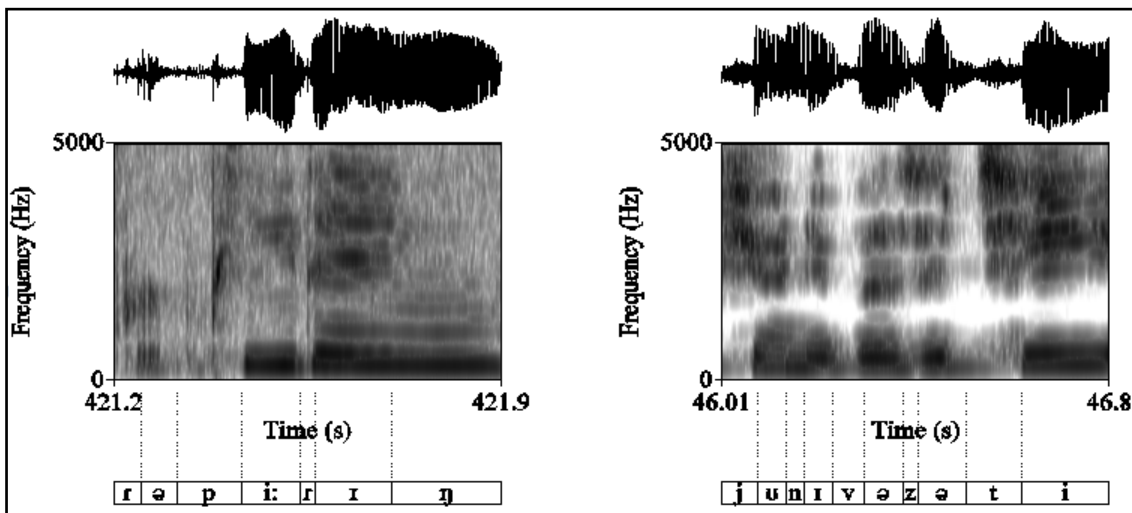 5000
Frequency (Hz)
0
421.2 421.9
Time (s)
ɾ ə p iː ɾ ɪ ŋ
5000
Frequency (Hz)
0
46.01 46.8
Time (s)
j ʊ n ɪ v ə z ə t i